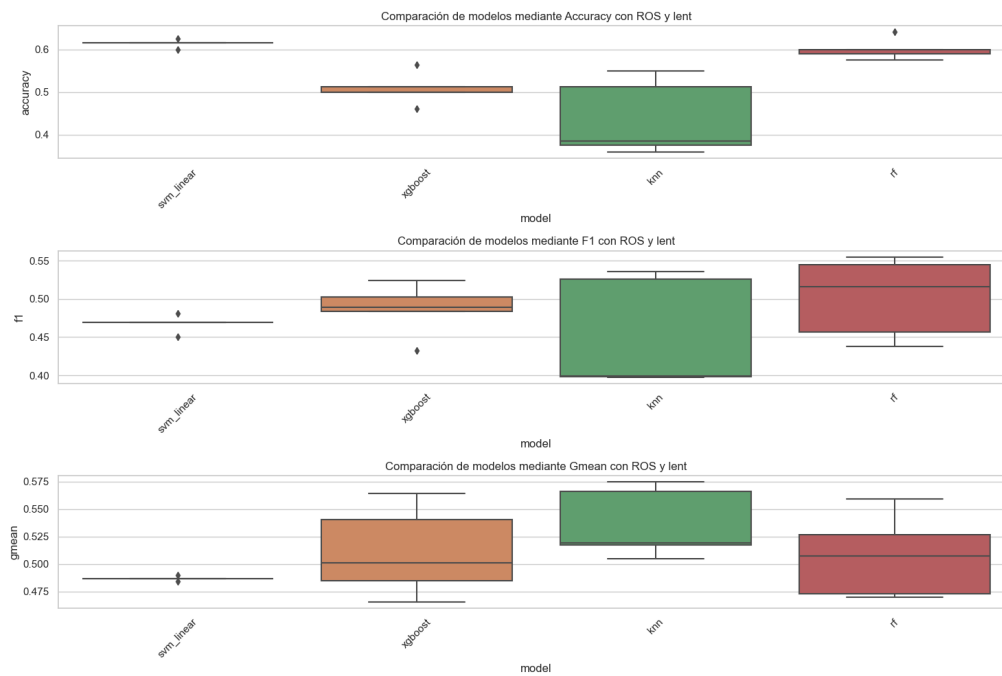 Comparación de modelos mediante Accuracy con ROS y lent
accuracy
0.6
0.5
0.4
svm_linear
xgboost
knn
rf
model
Comparación de modelos mediante F1 con ROS y lent
f1
0.55
0.50
0.45
0.40
svm_linear
xgboost
knn
rf
model
Comparación de modelos mediante Gmean con ROS y lent
gmean
0.575
0.550
0.525
0.500
0.475
svm_linear
xgboost
knn
rf
model